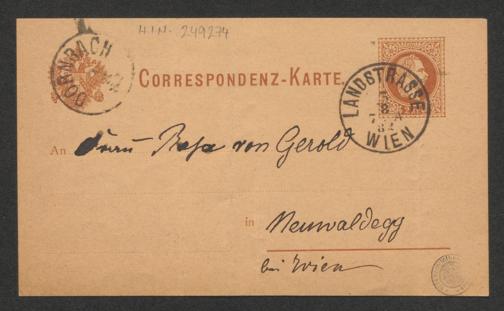 H.I.N. 249274
DORNBACH
CORRESPONDENZ-KARTE.
LANDSTRASSE
WIEN
An Frau Rosa von Gerold
in Neuwaldegg
bei Wien